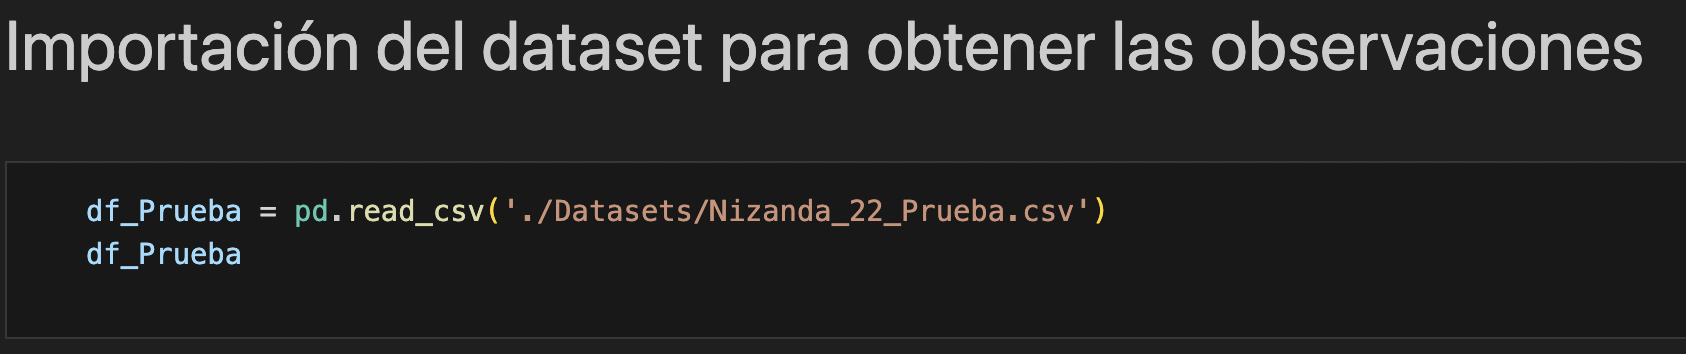 Importación del dataset para obtener las observaciones
df_Prueba = pd.read_csv('./Datasets/Nizanda_22_Prueba.csv')
df_Prueba